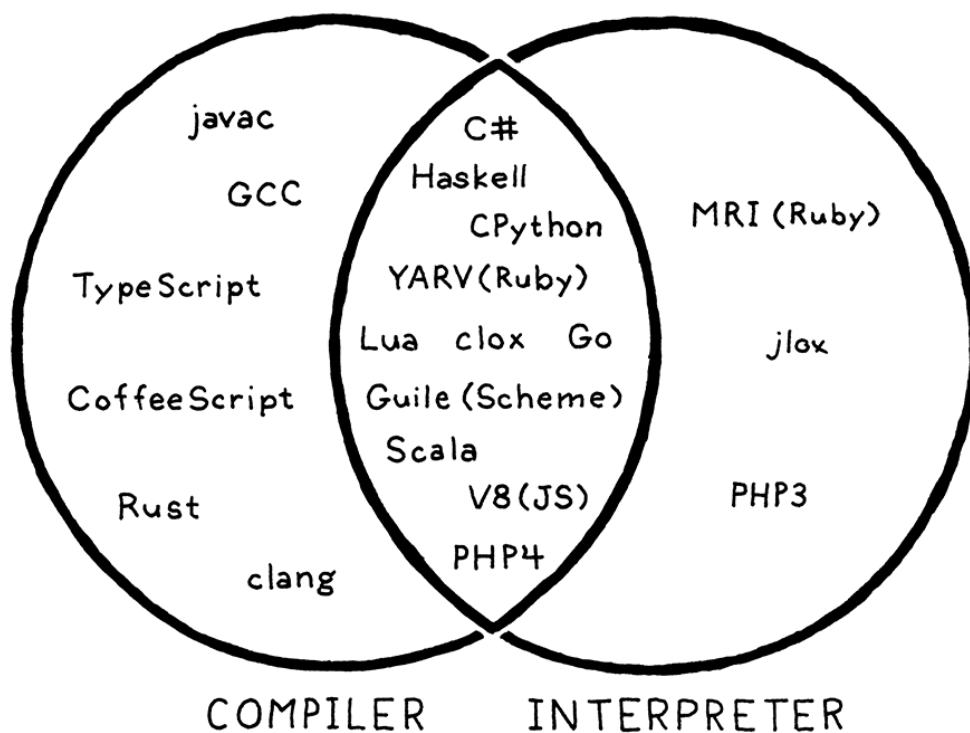 javac
GCC
TypeScript
CoffeeScript
Rust
clang
C#
Haskell
CPython
YARV(Ruby)
Lua clox Go
Guile (Scheme)
Scala
V8(JS)
PHP4
MRI (Ruby)
jlox
PHP3
COMPILER
INTERPRETER